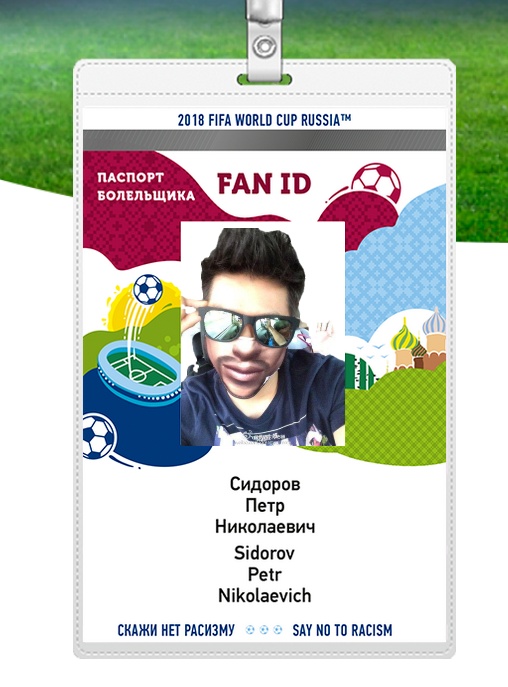 2018 FIFA WORLD CUP RUSSIA™
ПАСПОРТ
БОЛЕЛЬЩИКА
FAN ID
Сидоров
Петр
Николаевич
Sidorov
Petr
Nikolaevich
СКАЖИ НЕТ РАСИЗМУ SAY NO TO RACISM